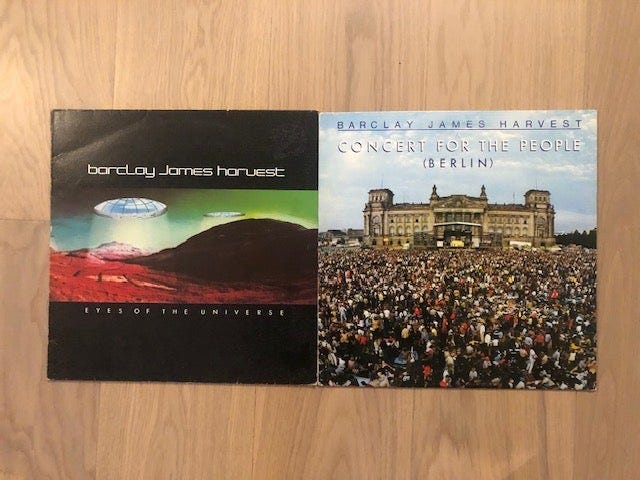 barclay James harvest
EYES OF THE UNIVERSE
BARCLAY JAMES HARVEST
CONCERT FOR THE PEOPLE
(BERLIN)